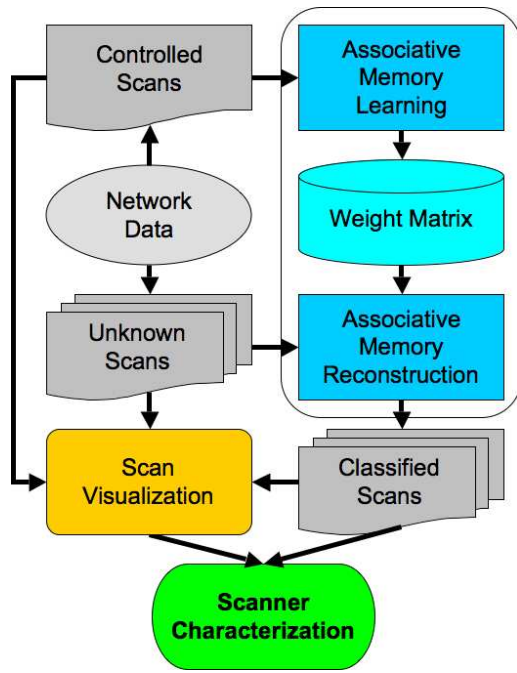 Controlled
Scans
Associative
Memory
Learning
Network
Data
Weight Matrix
Unknown
Scans
Associative
Memory
Reconstruction
Scan
Visualization
Classified
Scans
Scanner
Characterization